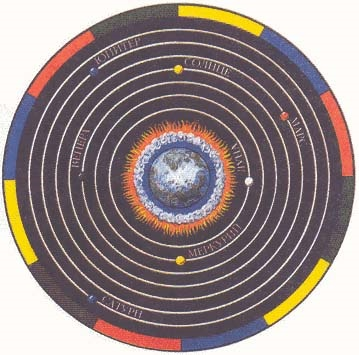 ЮПИТЕР
СОЛНЦЕ
МАРС
ВЕНЕРА
ЛУНА
МЕРКУРИЙ
САТУРН